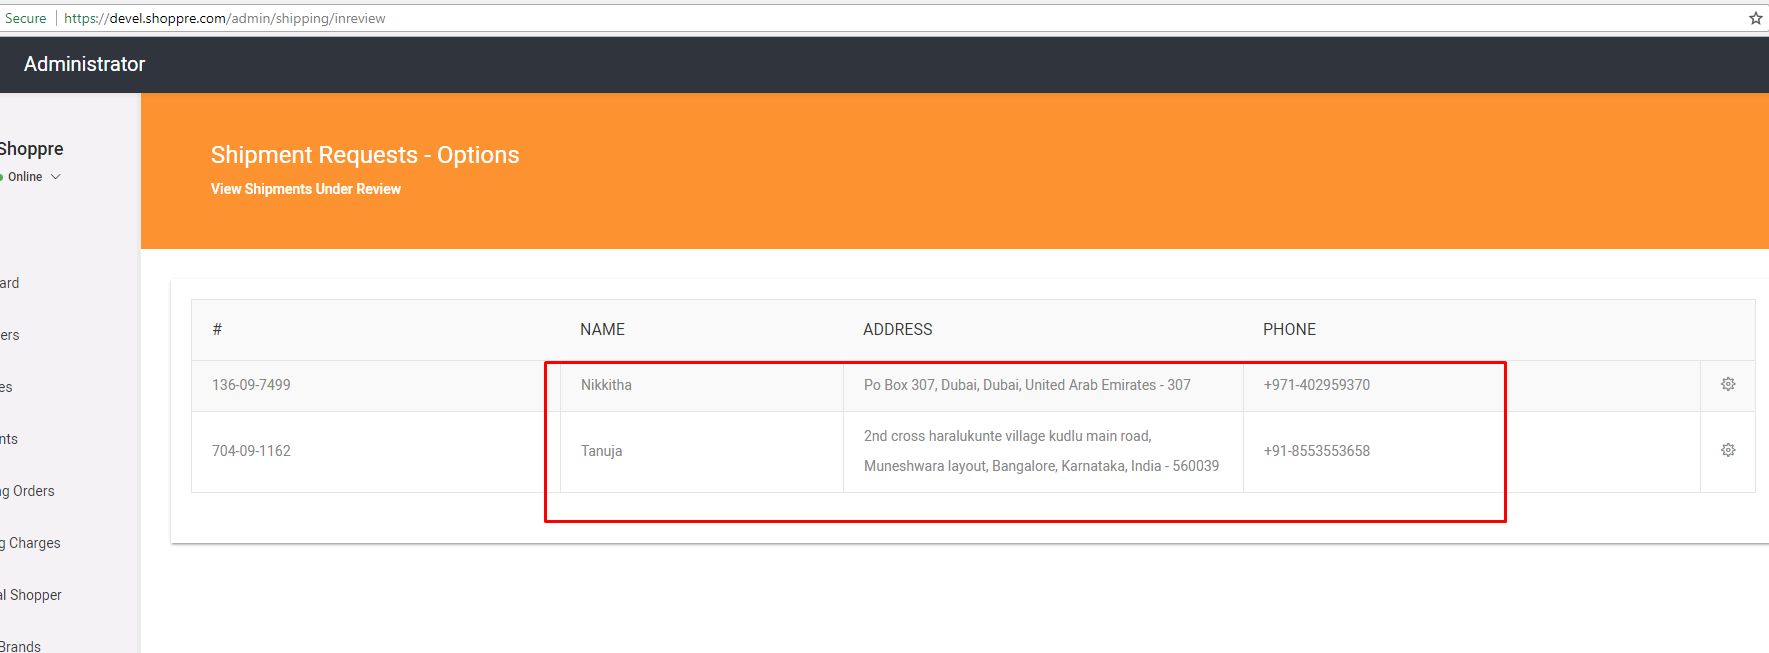 Secure https://devel.shoppre.com/admin/shipping/inreview
Administrator
Shoppre
Online
ard
ers
es
nts
ng Orders
g Charges
al Shopper
Brands
Shipment Requests - Options
View Shipments Under Review
# NAME ADDRESS PHONE
136-09-7499 Nikkitha Po Box 307, Dubai, Dubai, United Arab Emirates - 307 +971-402959370
704-09-1162 Tanuja 2nd cross haralukunte village kudlu main road,
Muneshwara layout, Bangalore, Karnataka, India - 560039 +91-8553553658